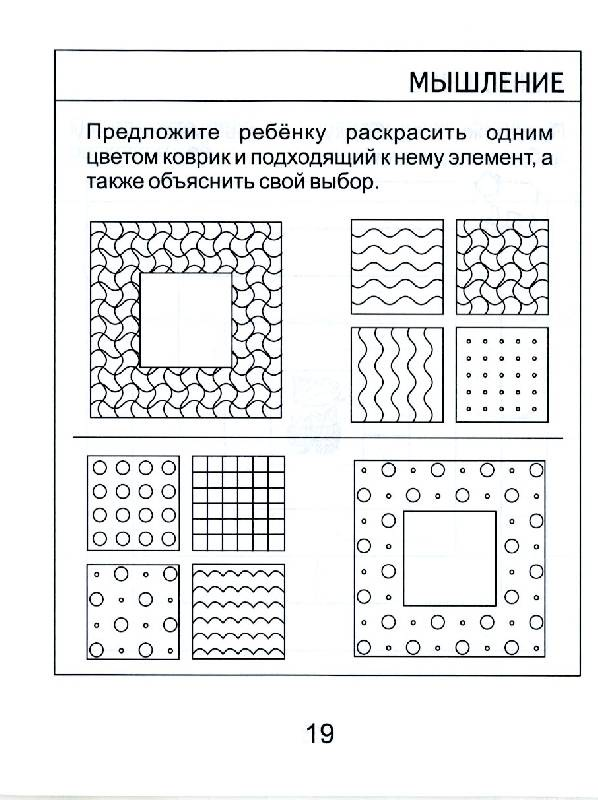 МЫШЛЕНИЕ
Предложите ребёнку раскрасить одним
цветом коврик и подходящий к нему элемент, а
также объяснить свой выбор.
19